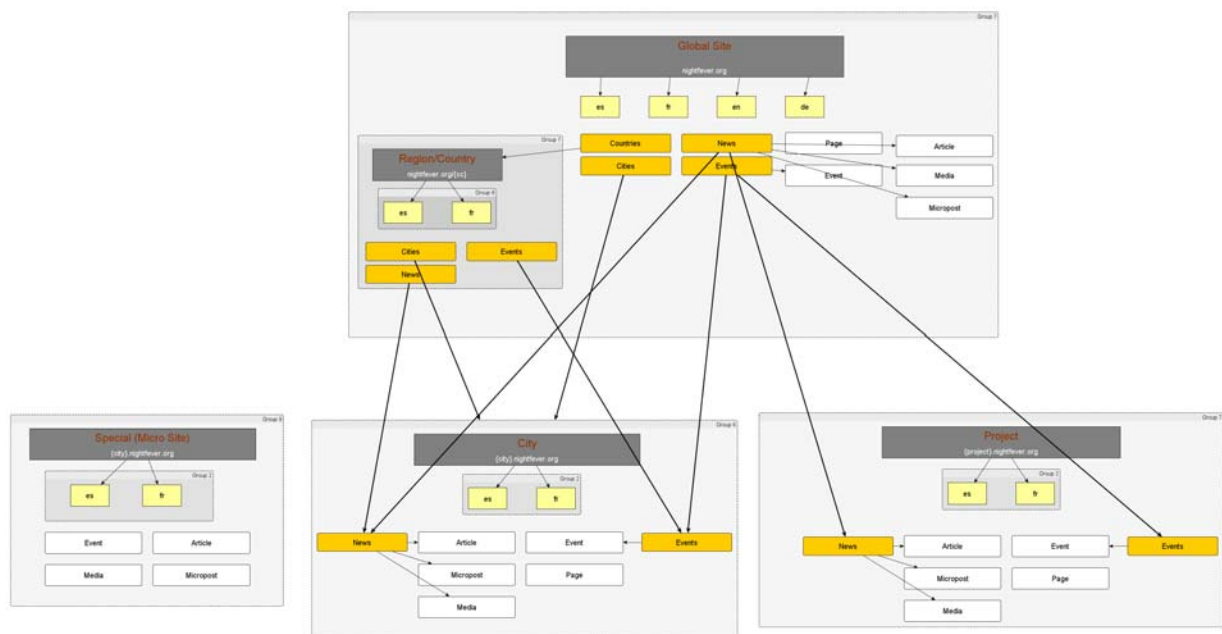 Group 7
Global Site
nightfever.org
es
fr
en
de
Countries
News
Page
Article
Cities
Events
Event
Media
Micropost
Group 7
Region/Country
nightfever.org/{cc}
Group 8
es
fr
Cities
Events
News
Special (Micro Site)
{city}.nightfever.org
Group 2
es
fr
Event
Article
Media
Micropost
Group 6
City
{city}.nightfever.org
Group 2
es
fr
News
Article
Event
Events
Micropost
Page
Media
Project
{project}.nightfever.org
Group 2
es
fr
News
Article
Event
Events
Micropost
Page
Media